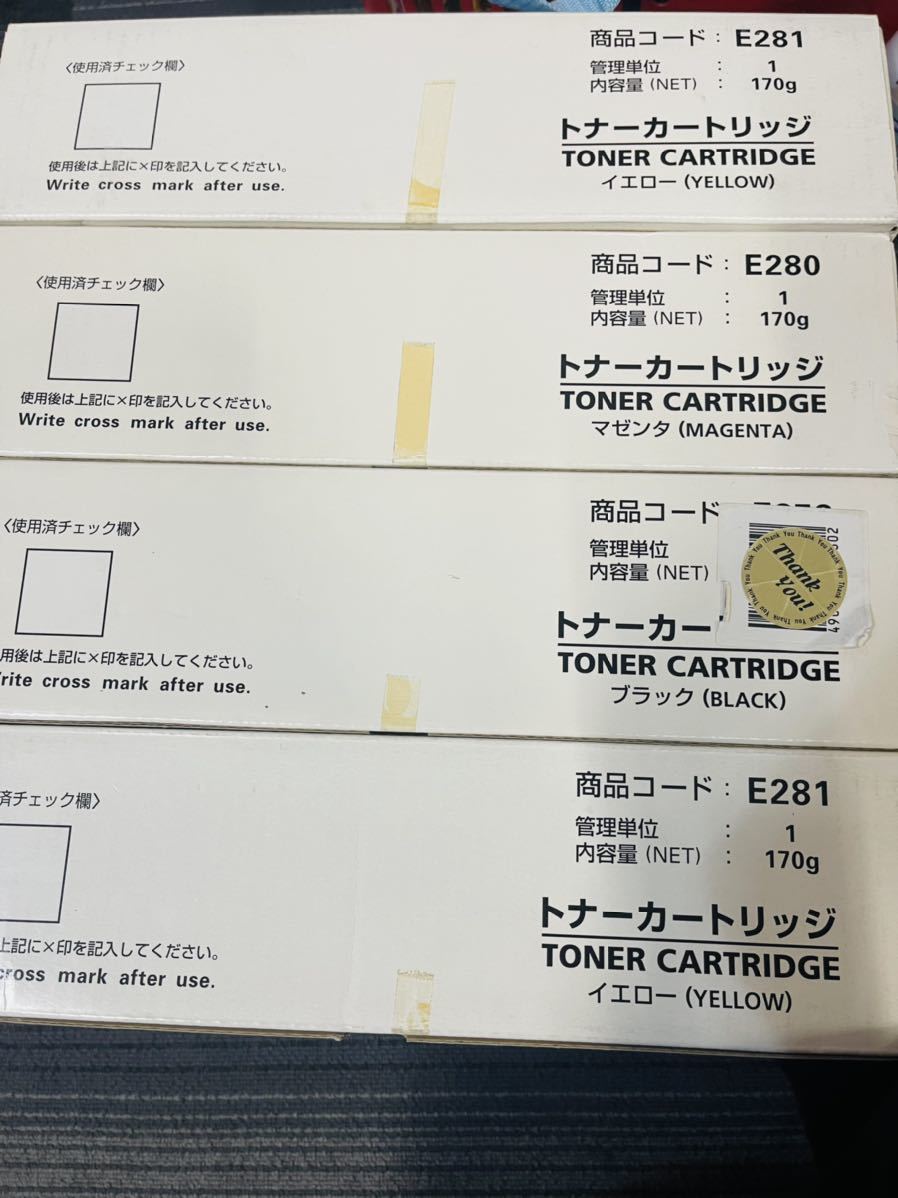 〈使用済チェック欄〉
使用後は上記に×印を記入してください。
Write cross mark after use.
商品コード : E281
管理単位 : 1
内容量 (NET) : 170g
トナーカートリッジ
TONER CARTRIDGE
イエロー (YELLOW)
〈使用済チェック欄〉
使用後は上記に×印を記入してください。
Write cross mark after use.
商品コード : E280
管理単位 : 1
内容量 (NET) : 170g
トナーカートリッジ
TONER CARTRIDGE
マゼンタ (MAGENTA)
〈使用済チェック欄〉
用後は上記に×印を記入してください。
rite cross mark after use.
商品コード
管理単位
内容量 (NET)
トナーカー
TONER CARTRIDGE
ブラック (BLACK)
Thank you!
Thank You Thank You Thank You Thank You Thank You Thank You
済チェック欄〉
上記に×印を記入してください。
cross mark after use.
商品コード : E281
管理単位 : 1
内容量 (NET) : 170g
トナーカートリッジ
TONER CARTRIDGE
イエロー (YELLOW)